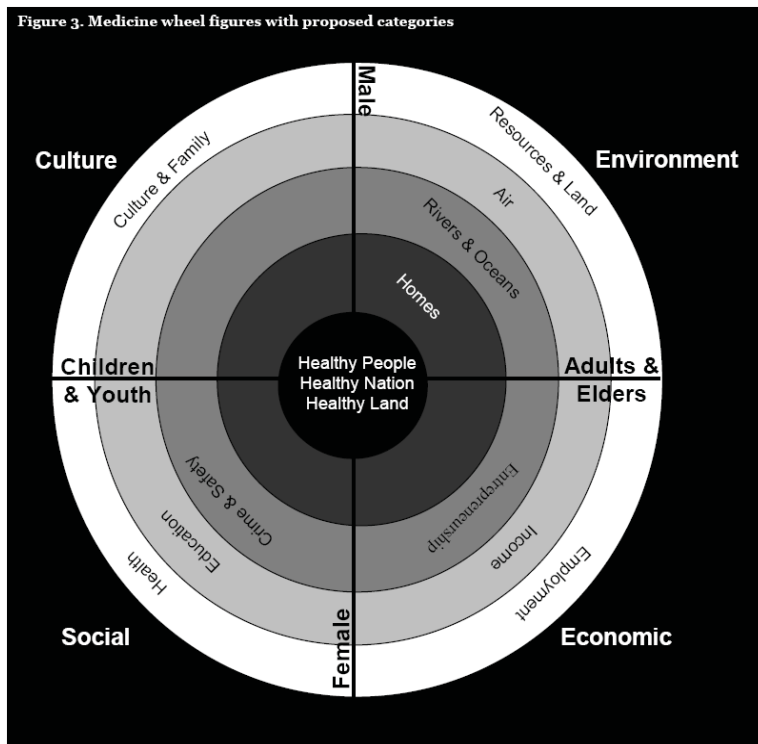 Figure 3. Medicine wheel figures with proposed categories
Male
Culture
Environment
Culture & Family
Resources & Land
Air
Rivers & Oceans
Homes
Children
& Youth
Healthy People
Healthy Nation
Healthy Land
Adults &
Elders
Crime & Safety
Education
Health
Entrepreneurship
Income
Employment
Social
Female
Economic